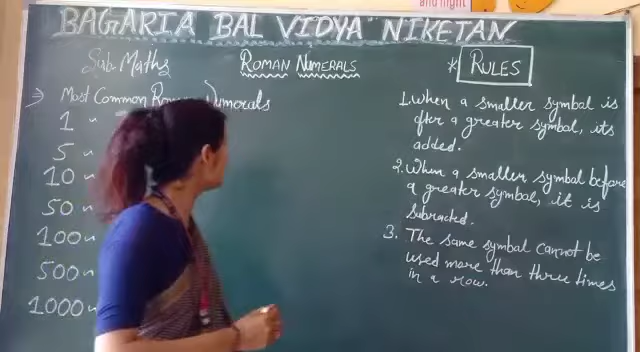 and night
BAGARIA BAL VIDYA NIKETAN
Sub Maths
ROMAN NUMERALS
* RULES
→ Most Common Roman Numerals
1 "
5 "
10 "
50 "
100 "
500 "
1000 "
1. When a smaller symbol is
after a greater symbol, its
added.
2. When a smaller symbol before
a greater symbol, it is
subracted.
3. The same symbol cannot be
used more than three times
in a row.